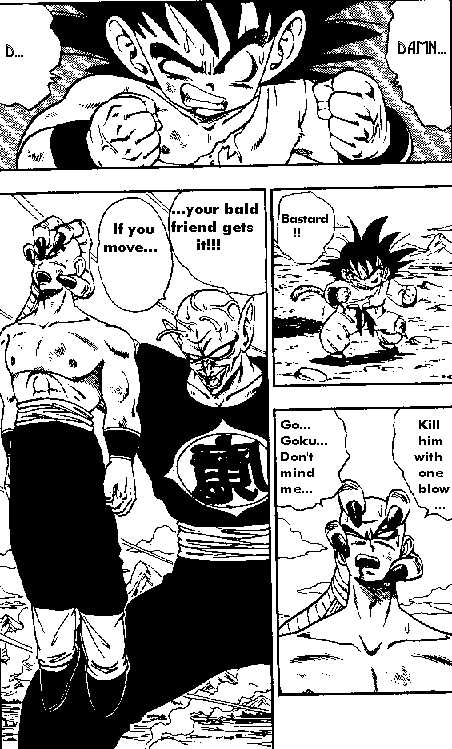 D...
DAMN...
If you
move...
...your bald
friend gets
it!!!
Bastard
!!
Go...
Goku...
Don't
mind
me...
Kill
him
with
one
blow
...